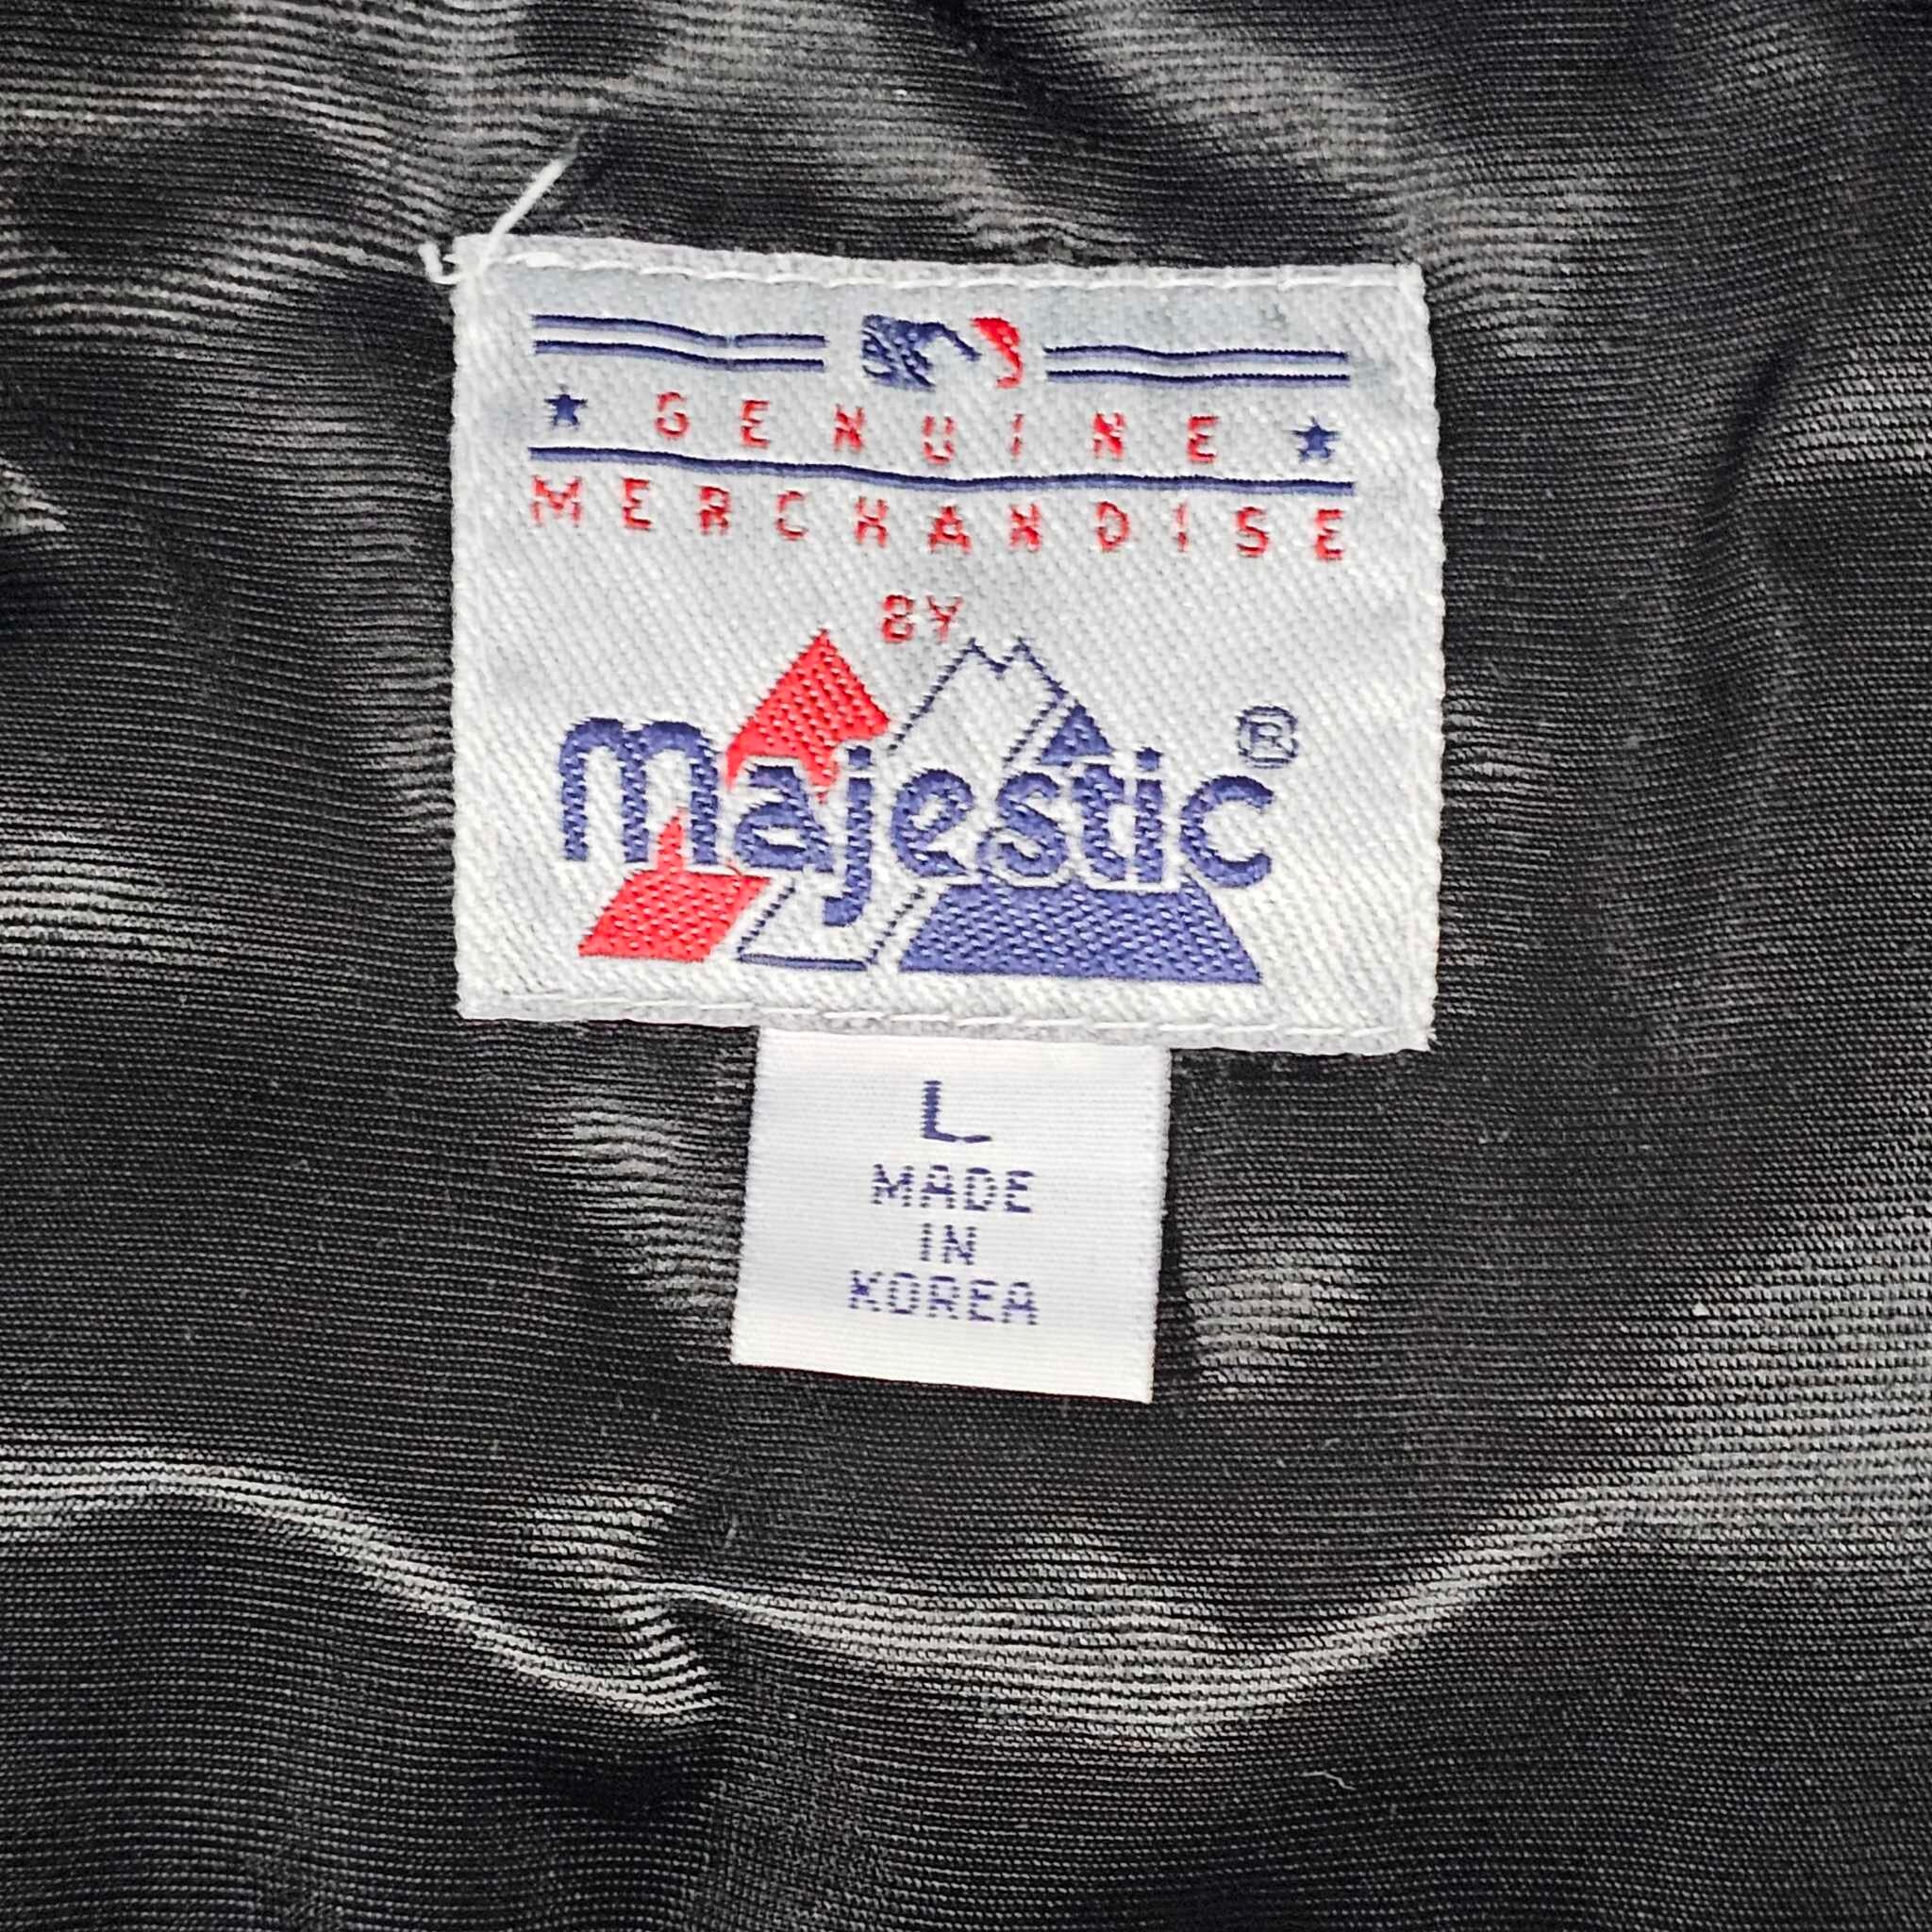 GENUINE
MERCHANDISE
BY
majestic®
L
MADE
IN
KOREA